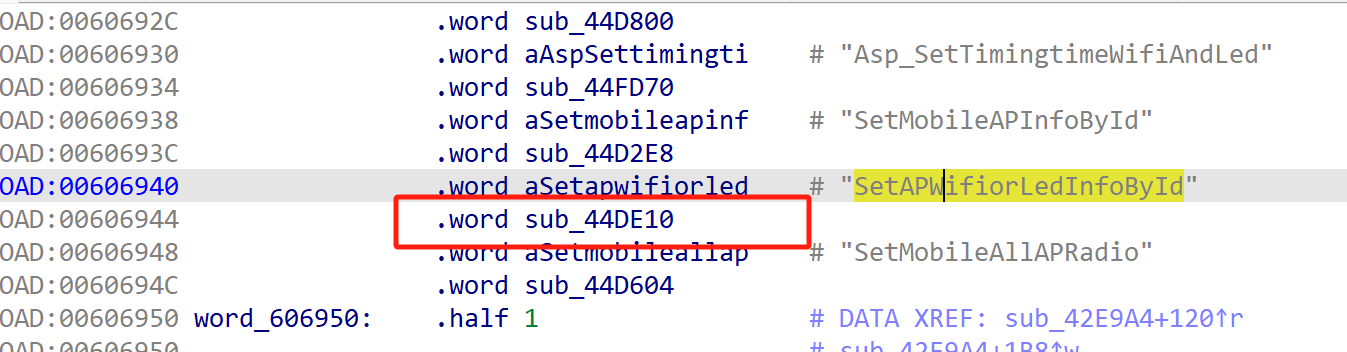 OAD:0060692C .word sub_44D800
OAD:00606930 .word aAspSettimingti # "Asp_SetTimingtimeWifiAndLed"
OAD:00606934 .word sub_44FD70
OAD:00606938 .word aSetmobileapinf # "SetMobileAPInfoById"
OAD:0060693C .word sub_44D2E8
OAD:00606940 .word aSetapwifiorled # "SetAPWifiorLedInfoById"
OAD:00606944 .word sub_44DE10
OAD:00606948 .word aSetmobileallap # "SetMobileAllAPRadio"
OAD:0060694C .word sub_44D604
OAD:00606950 word_606950: .half 1 # DATA XREF: sub_42E9A4+120↑r
OAD:00606950 # sub_42E9A4+1B8↑w